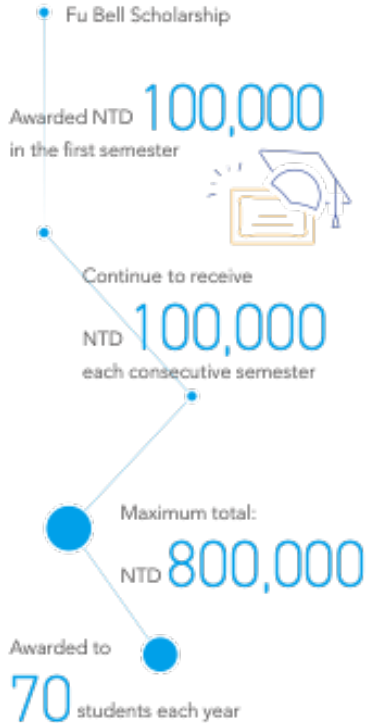 Fu Bell Scholarship
Awarded NTD 100,000
in the first semester
Continue to receive
NTD 100,000
each consecutive semester
Maximum total:
NTD 800,000
Awarded to
70 students each year